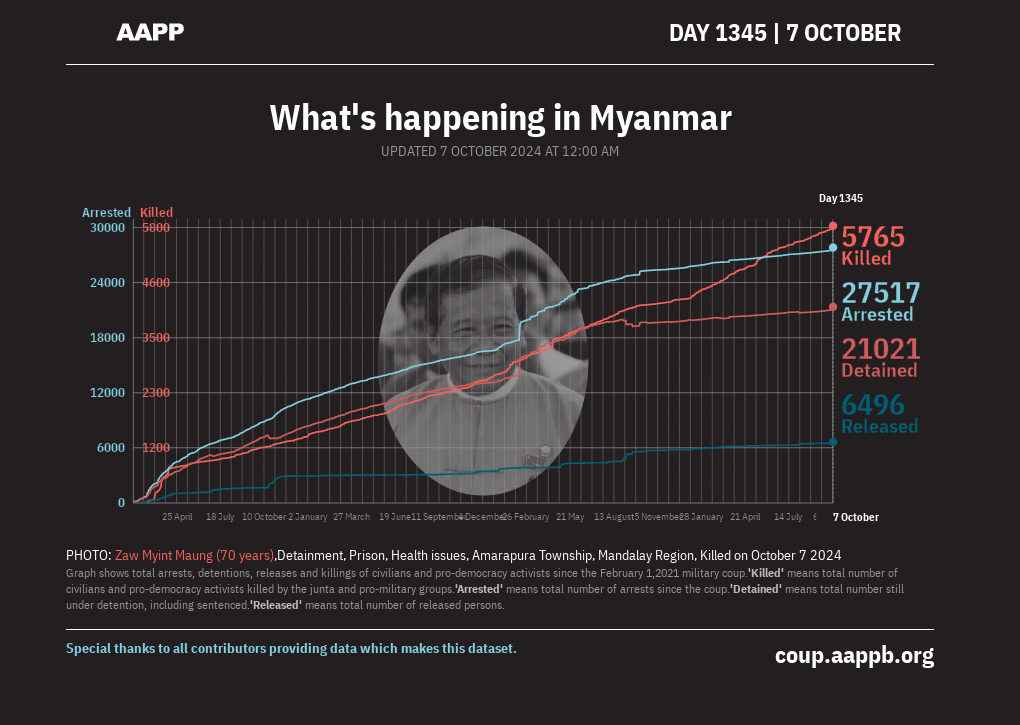 AAPP
DAY 1345 | 7 OCTOBER
What's happening in Myanmar
UPDATED 7 OCTOBER 2024 AT 12:00 AM
Day 1345
Arrested Killed
30000 5800
24000 4600
18000 3500
12000 2300
6000 1200
0
5765
Killed
27517
Arrested
21021
Detained
6496
Released
25 April 18 July 10 October 2 January 27 March 19 June 11 September 4 December 26 February 21 May 13 August 5 November 28 January 21 April 14 July 6 7 October
PHOTO: Zaw Myint Maung (70 years),Detainment, Prison, Health issues, Amarapura Township, Mandalay Region, Killed on October 7 2024
Graph shows total arrests, detentions, releases and killings of civilians and pro-democracy activists since the February 1,2021 military coup.'Killed' means total number of
civilians and pro-democracy activists killed by the junta and pro-military groups.'Arrested' means total number of arrests since the coup.'Detained' means total number still
under detention, including sentenced.'Released' means total number of released persons.
Special thanks to all contributors providing data which makes this dataset.
coup.aappb.org